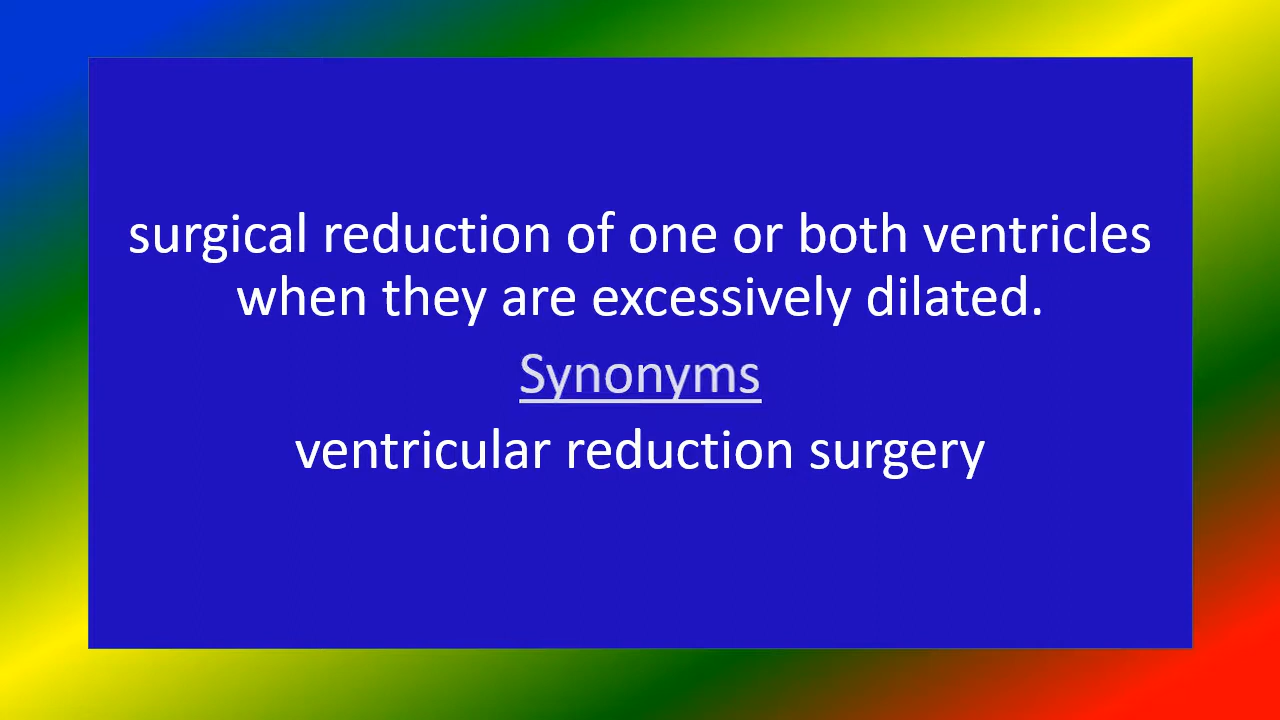 surgical reduction of one or both ventricles
when they are excessively dilated.
Synonyms
ventricular reduction surgery